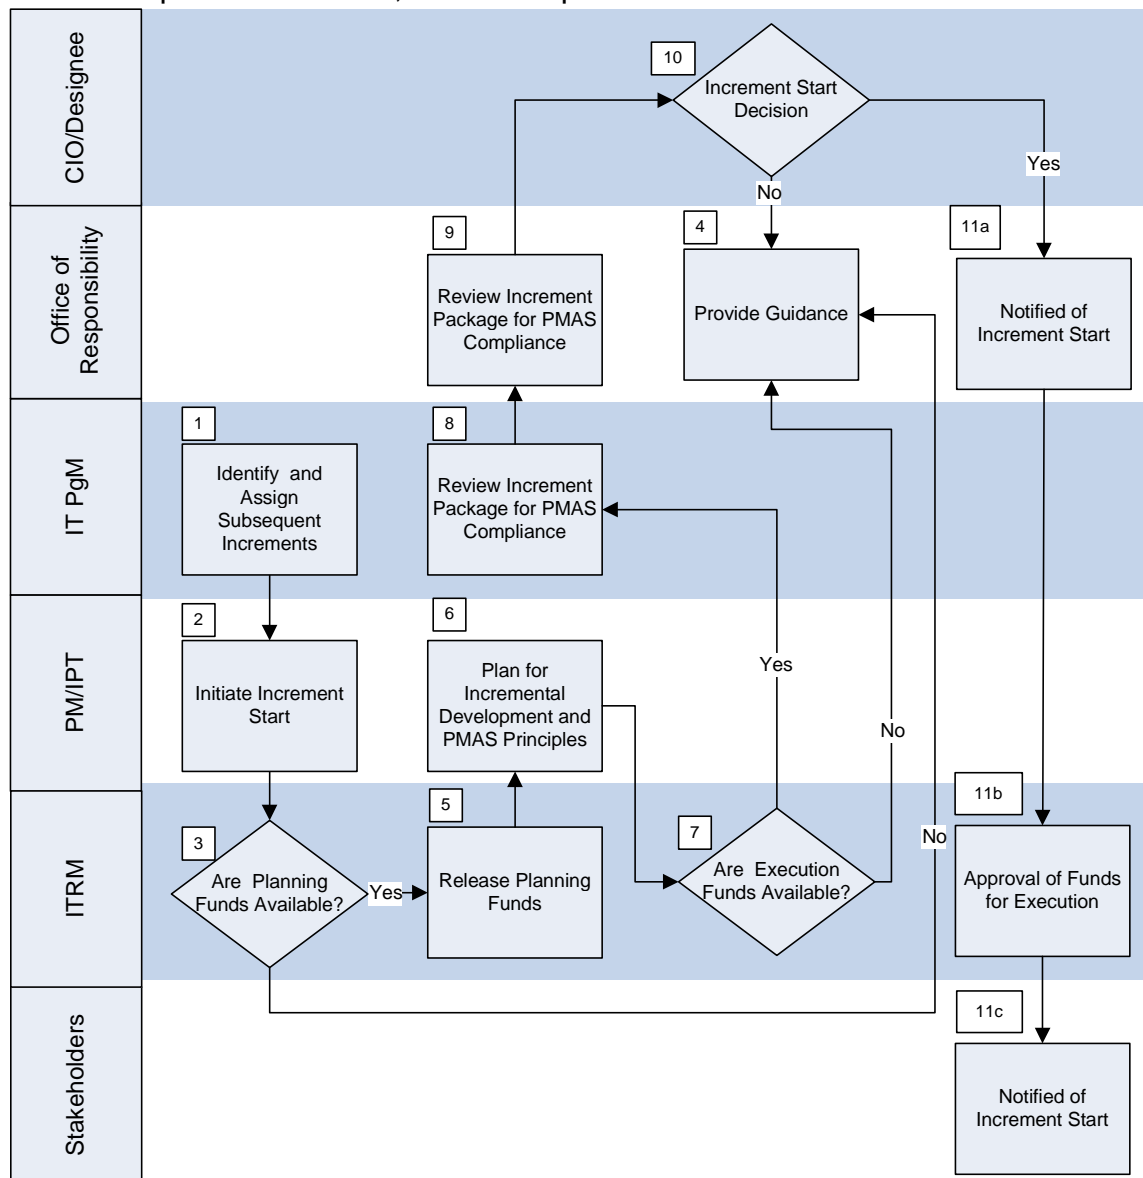 CIO/Designee
10
Increment Start
Decision
No
Yes
Office of
Responsibility
9
Review Increment
Package for PMAS
Compliance
4
Provide Guidance
11a
Notified of
Increment Start
IT PgM
1
Identify and
Assign
Subsequent
Increments
8
Review Increment
Package for PMAS
Compliance
PM/IPT
2
Initiate Increment
Start
6
Plan for
Incremental
Development and
PMAS Principles
Yes
No
ITRM
3
Are Planning
Funds Available?
Yes
5
Release Planning
Funds
7
Are Execution
Funds Available?
No
11b
Approval of Funds
for Execution
Stakeholders
11c
Notified of
Increment Start